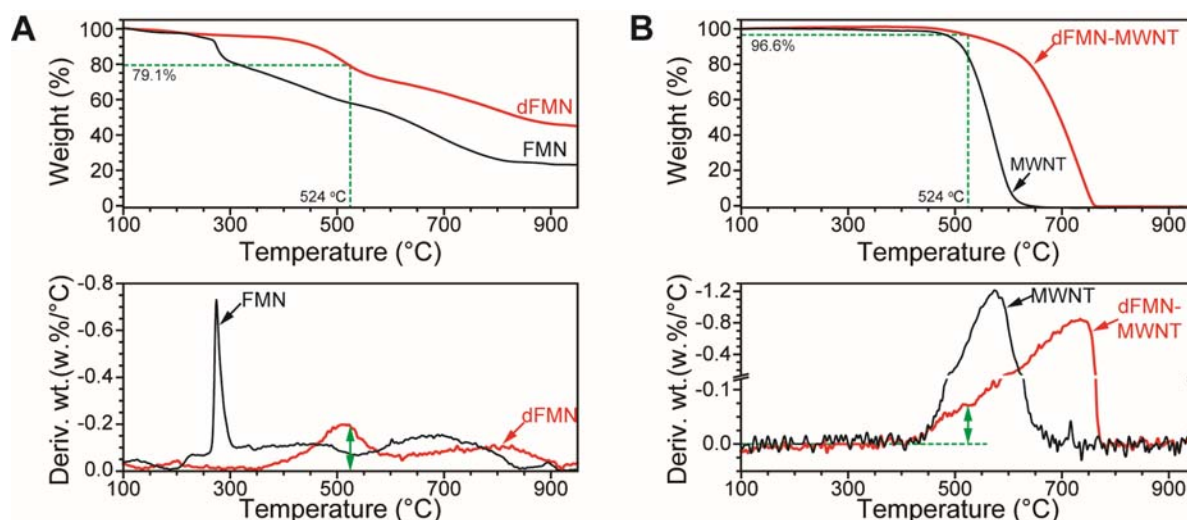 A
Weight (%)
100
80
60
40
20
0
79.1%
524 °C
dFMN
FMN
100 300 500 700 900
Temperature (°C)
B
Weight (%)
100
80
60
40
20
0
96.6%
524 °C
dFMN-MWNT
MWNT
100 300 500 700 900
Temperature (°C)
Deriv. wt.(w.%/°C)
-0.8
-0.6
-0.4
-0.2
0.0
FMN
dFMN
100 300 500 700 900
Temperature (°C)
Deriv. wt.(w.%/°C)
-1.2
-0.8
-0.4
-0.1
0.0
MWNT
dFMN-
MWNT
100 300 500 700 900
Temperature (°C)